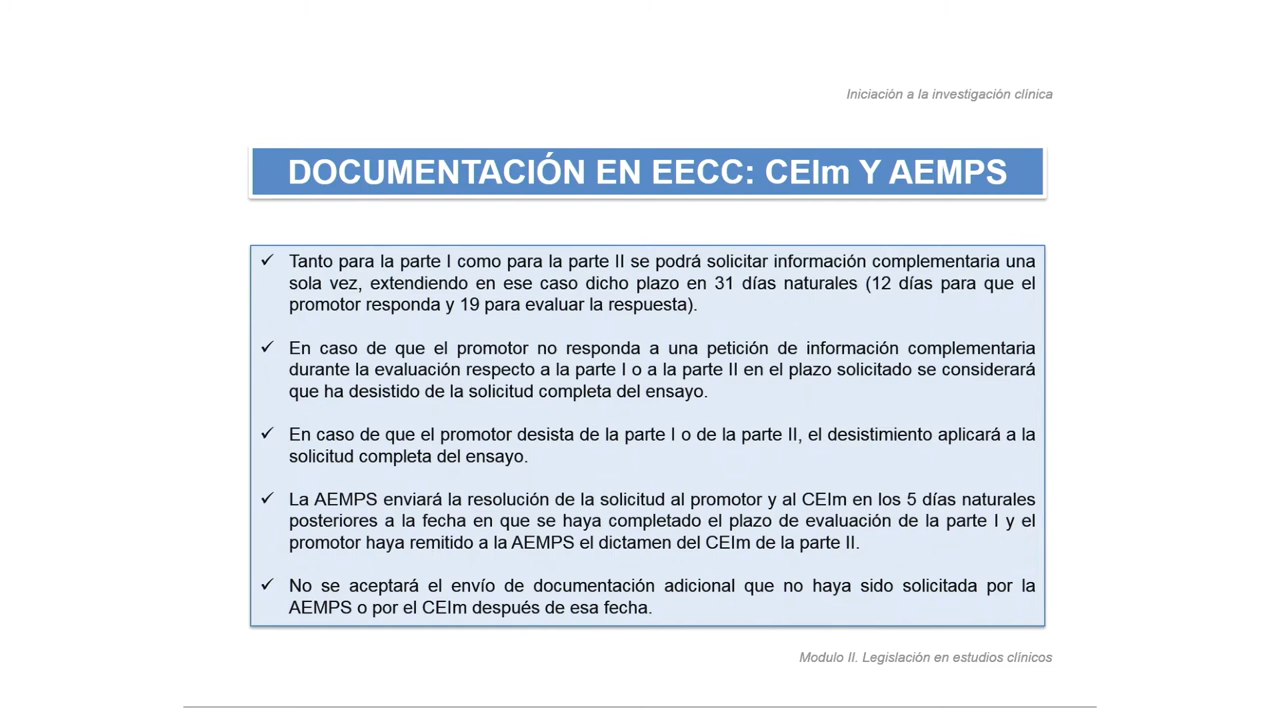 Iniciación a la investigación clínica
DOCUMENTACIÓN EN EECC: CEIm Y AEMPS
✓ Tanto para la parte I como para la parte II se podrá solicitar información complementaria una
sola vez, extendiendo en ese caso dicho plazo en 31 días naturales (12 días para que el
promotor responda y 19 para evaluar la respuesta).
✓ En caso de que el promotor no responda a una petición de información complementaria
durante la evaluación respecto a la parte I o a la parte II en el plazo solicitado se considerará
que ha desistido de la solicitud completa del ensayo.
✓ En caso de que el promotor desista de la parte I o de la parte II, el desistimiento aplicará a la
solicitud completa del ensayo.
✓ La AEMPS enviará la resolución de la solicitud al promotor y al CEIm en los 5 días naturales
posteriores a la fecha en que se haya completado el plazo de evaluación de la parte I y el
promotor haya remitido a la AEMPS el dictamen del CEIm de la parte II.
✓ No se aceptará el envío de documentación adicional que no haya sido solicitada por la
AEMPS o por el CEIm después de esa fecha.
Modulo II. Legislación en estudios clínicos